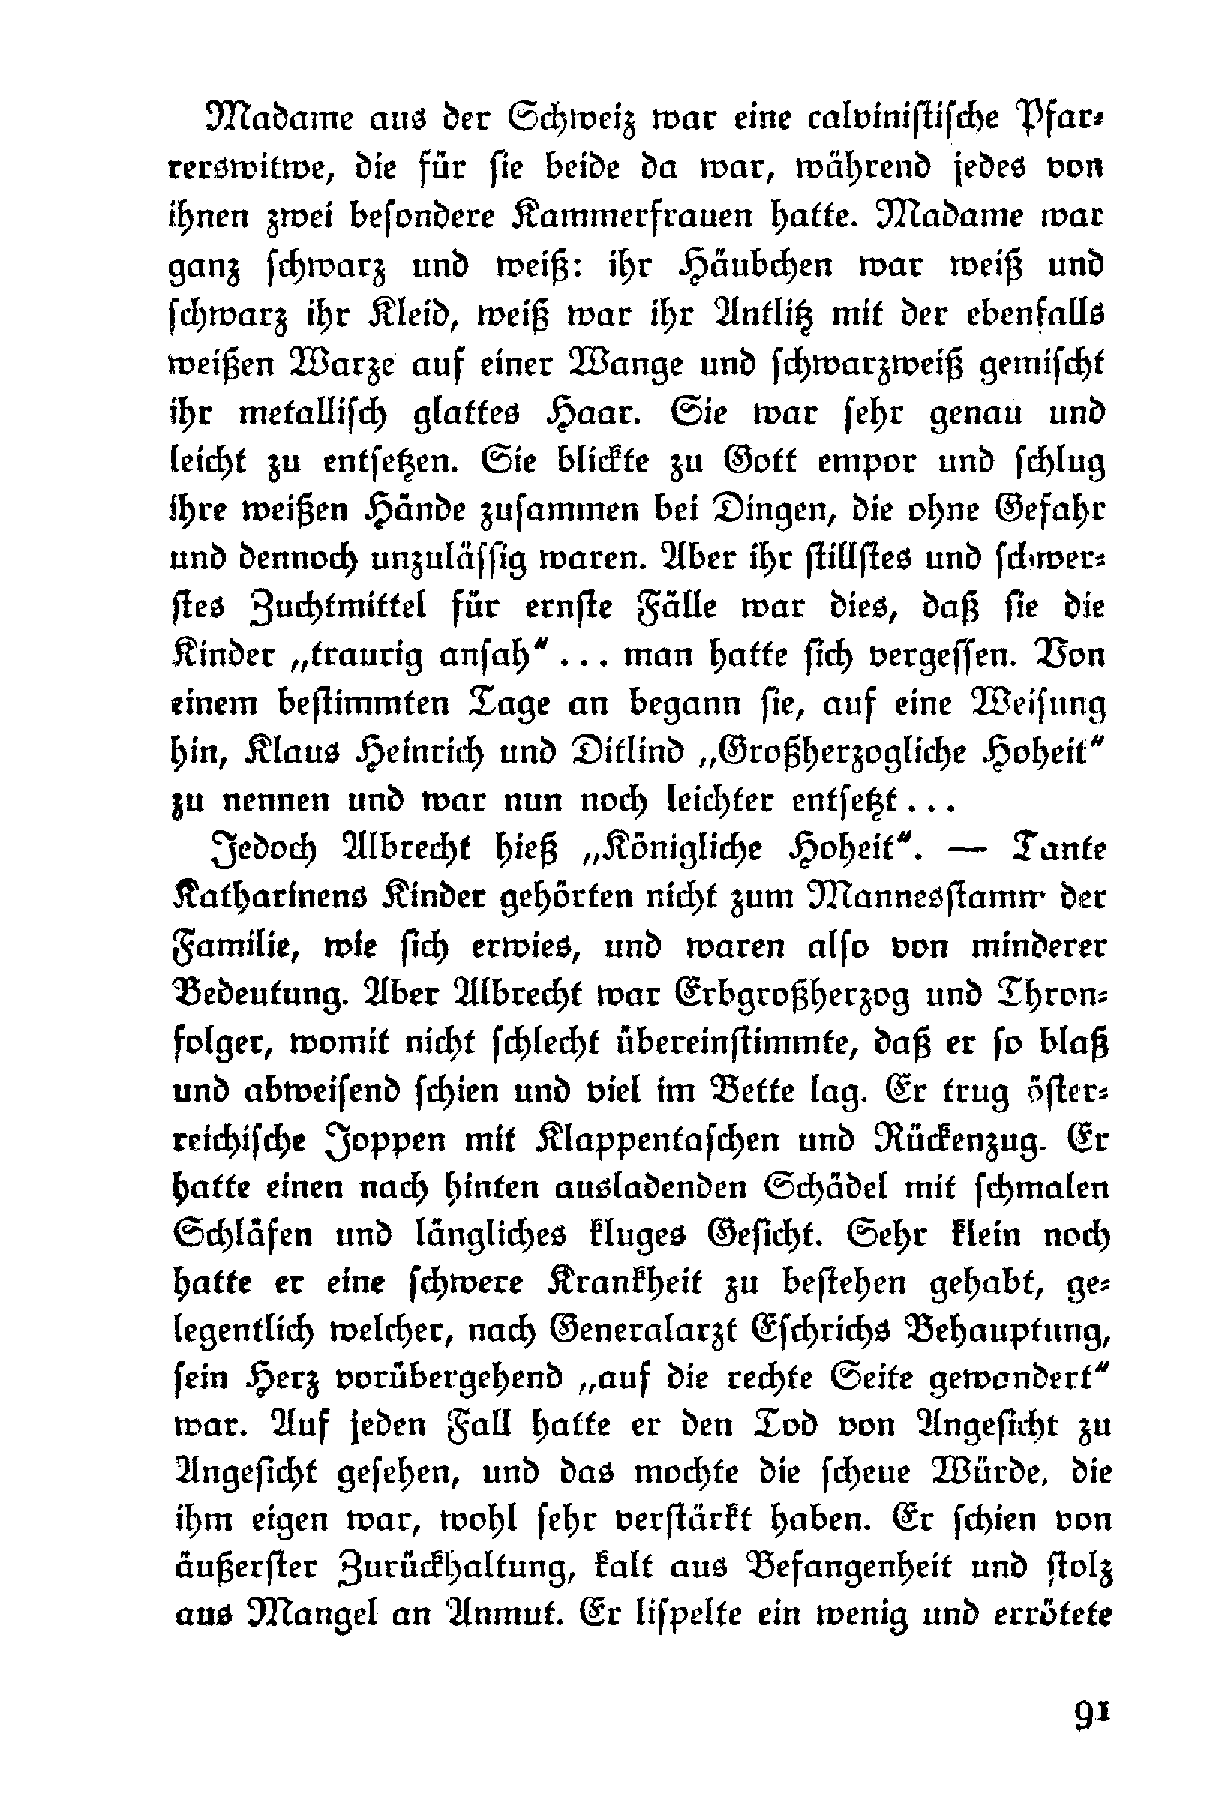 Madame aus der Schweiz war eine calvinistische Pfar-
rerswitwe, die für sie beide da war, während jedes von
ihnen zwei besondere Kammerfrauen hatte. Madame war
ganz schwarz und weiß: ihr Häubchen war weiß und
schwarz ihr Kleid, weiß war ihr Antlitz mit der ebenfalls
weißen Warze auf einer Wange und schwarzweiß gemischt
ihr metallisch glattes Haar. Sie war sehr genau und
leicht zu entsetzen. Sie blickte zu Gott empor und schlug
ihre weißen Hände zusammen bei Dingen, die ohne Gefahr
und dennoch unzulässig waren. Aber ihr stillstes und schwer-
stes Zuchtmittel für ernste Fälle war dies, daß sie die
Kinder „traurig ansah“ ... man hatte sich vergessen. Von
einem bestimmten Tage an begann sie, auf eine Weisung
hin, Klaus Heinrich und Ditlind „Großherzogliche Hoheit“
zu nennen und war nun noch leichter entsetzt ...
Jedoch Albrecht hieß „Königliche Hoheit“. — Tante
Katharinens Kinder gehörten nicht zum Mannesstamm der
Familie, wie sich erwies, und waren also von minderer
Bedeutung. Aber Albrecht war Erbgroßherzog und Thron-
folger, womit nicht schlecht übereinstimmte, daß er so blaß
und abweisend schien und viel im Bette lag. Er trug öster-
reichische Joppen mit Klappentaschen und Rückenzug. Er
hatte einen nach hinten ausladenden Schädel mit schmalen
Schläfen und längliches kluges Gesicht. Sehr klein noch
hatte er eine schwere Krankheit zu bestehen gehabt, ge-
legentlich welcher, nach Generalarzt Eschrichs Behauptung,
sein Herz vorübergehend „auf die rechte Seite gewandert“
war. Auf jeden Fall hatte er den Tod von Angesicht zu
Angesicht gesehen, und das mochte die scheue Würde, die
ihm eigen war, wohl sehr verstärkt haben. Er schien von
äußerster Zurückhaltung, kalt aus Befangenheit und stolz
aus Mangel an Anmut. Er lispelte ein wenig und errötete
91